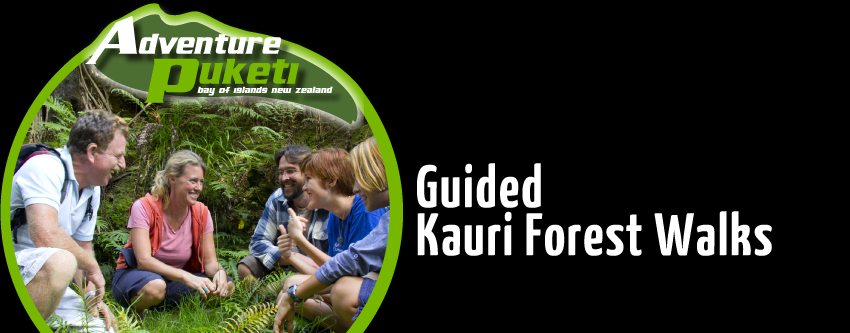 Adventure
Puketi
bay of islands new zealand
Guided
Kauri Forest Walks